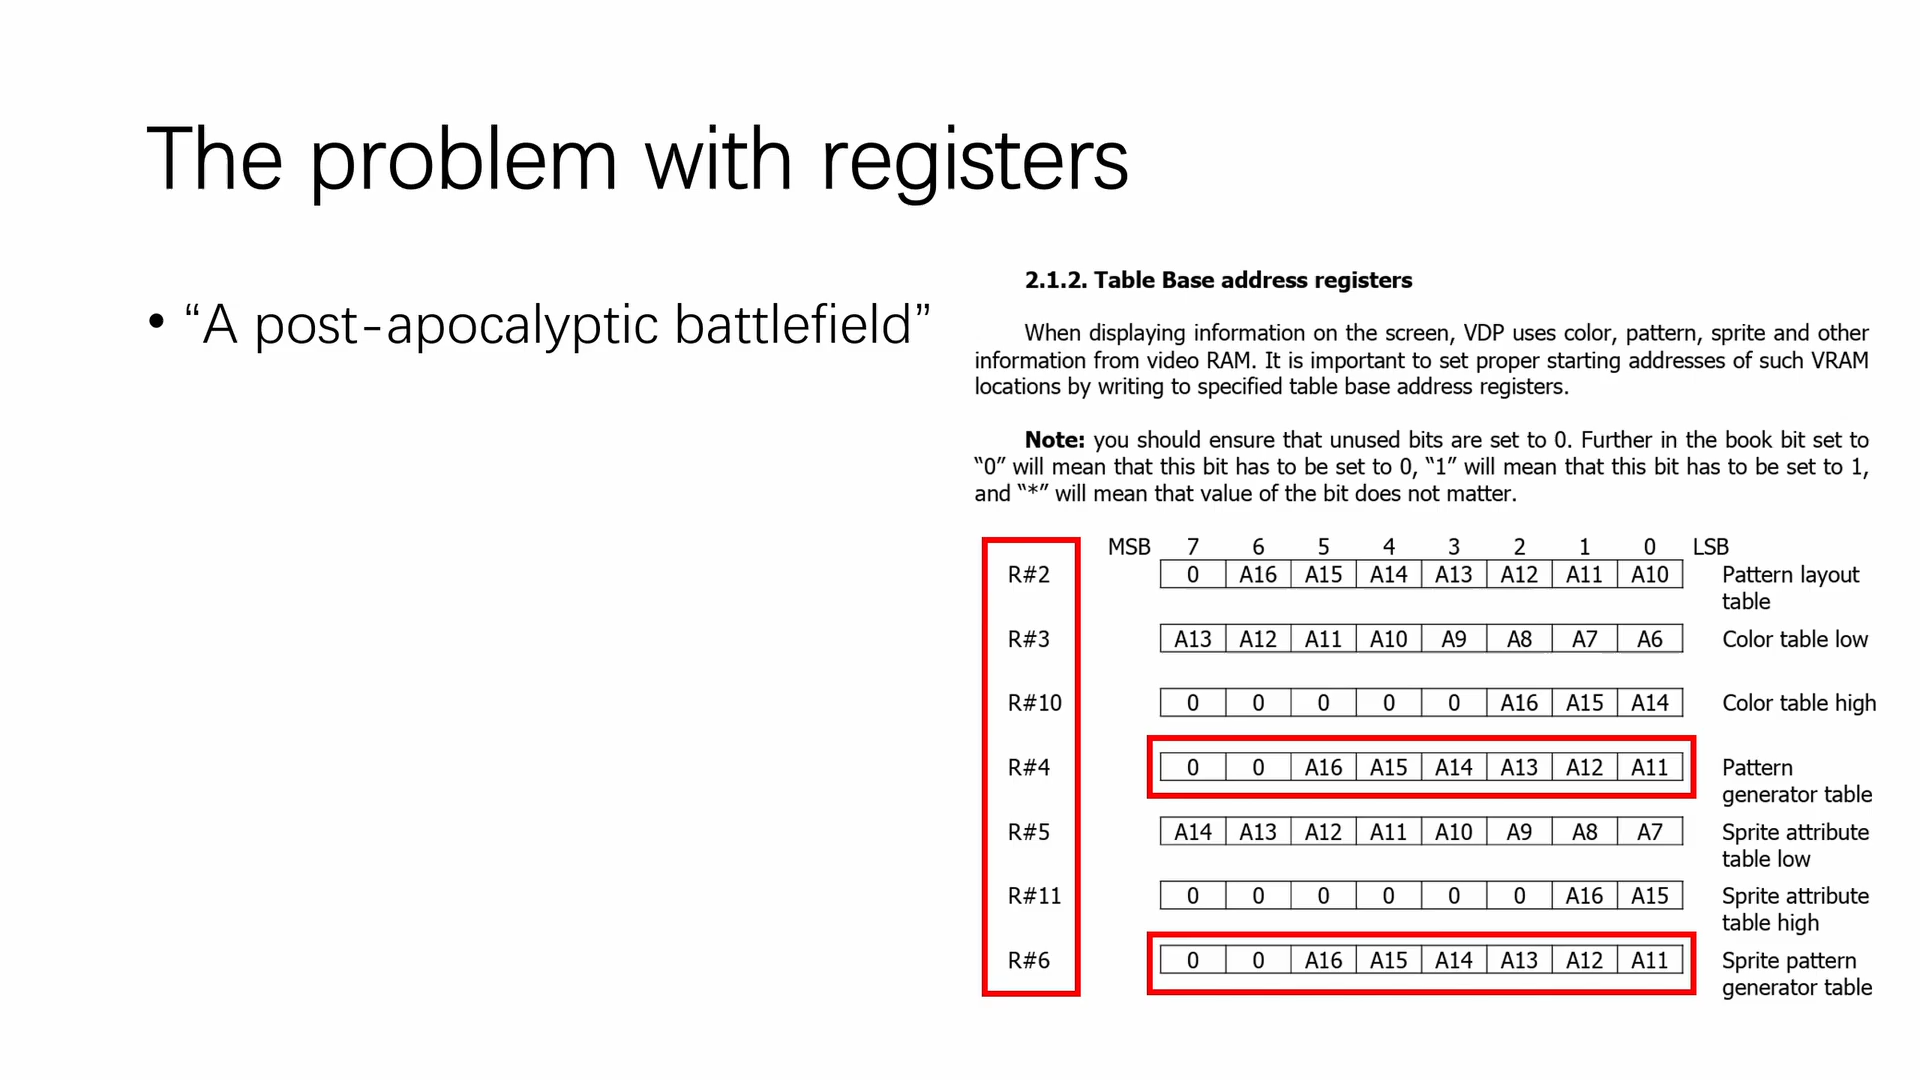 The problem with registers
• “A post-apocalyptic battlefield”
2.1.2. Table Base address registers
When displaying information on the screen, VDP uses color, pattern, sprite and other
information from video RAM. It is important to set proper starting addresses of such VRAM
locations by writing to specified table base address registers.
Note: you should ensure that unused bits are set to 0. Further in the book bit set to
“0” will mean that this bit has to be set to 0, “1” will mean that this bit has to be set to 1,
and “*” will mean that value of the bit does not matter.
MSB 7 6 5 4 3 2 1 0 LSB
R#2 0 A16 A15 A14 A13 A12 A11 A10 Pattern layout
table
R#3 A13 A12 A11 A10 A9 A8 A7 A6 Color table low
R#10 0 0 0 0 0 A16 A15 A14 Color table high
R#4 0 0 A16 A15 A14 A13 A12 A11 Pattern
generator table
R#5 A14 A13 A12 A11 A10 A9 A8 A7 Sprite attribute
table low
R#11 0 0 0 0 0 0 A16 A15 Sprite attribute
table high
R#6 0 0 A16 A15 A14 A13 A12 A11 Sprite pattern
generator table